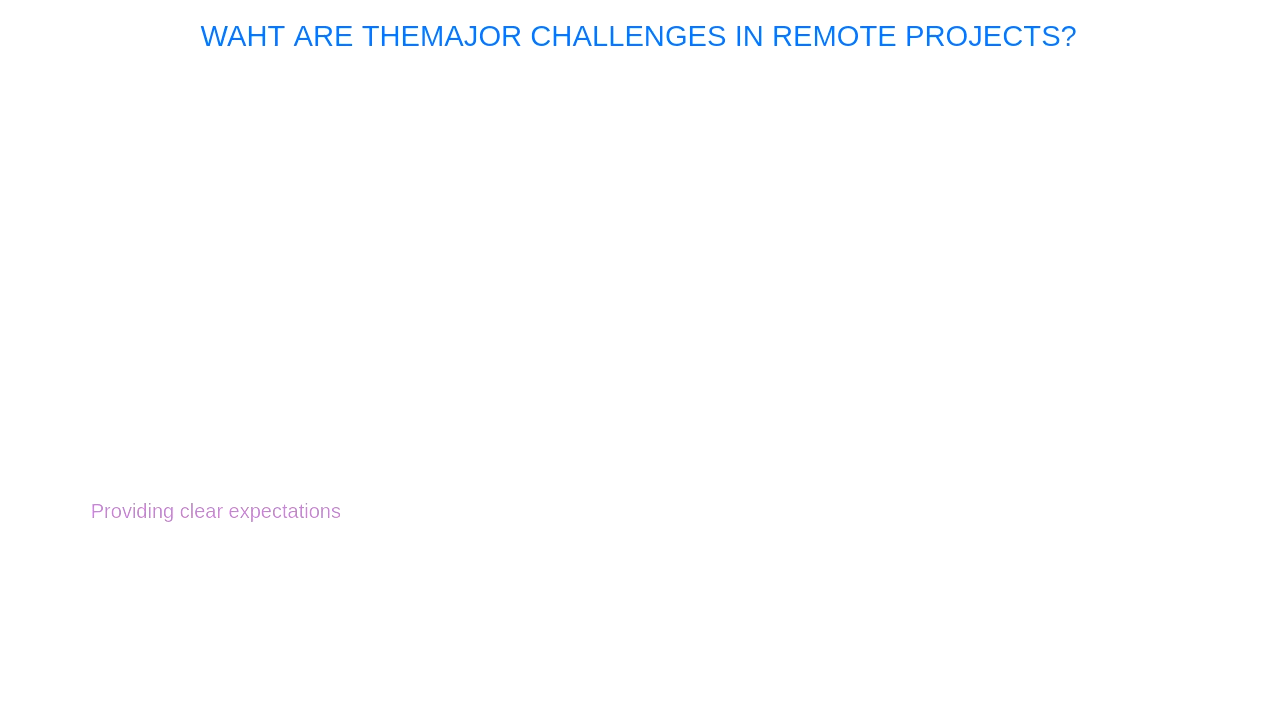 WAHT ARE THEMAJOR CHALLENGES IN REMOTE PROJECTS?
Providing clear expectations